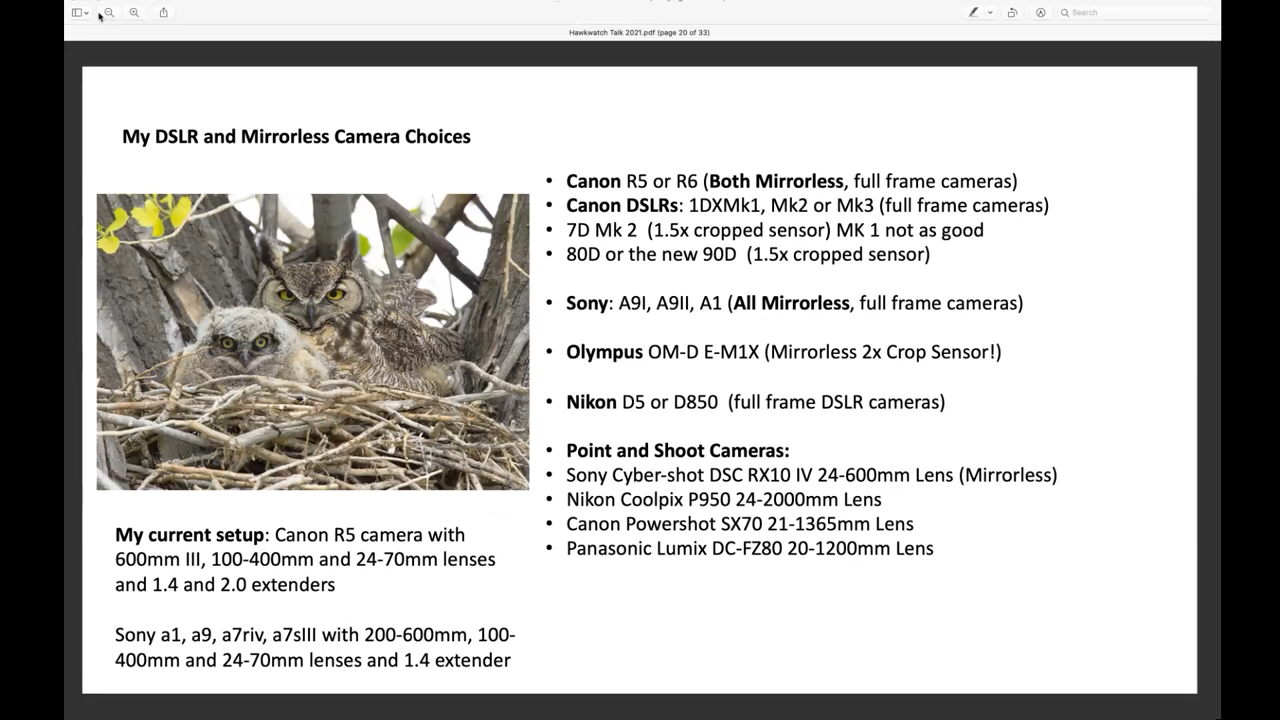 Search
Hawkwatch Talk 2021.pdf (page 20 of 33)
My DSLR and Mirrorless Camera Choices
• Canon R5 or R6 (Both Mirrorless, full frame cameras)
• Canon DSLRs: 1DXMk1, Mk2 or Mk3 (full frame cameras)
• 7D Mk 2 (1.5x cropped sensor) MK 1 not as good
• 80D or the new 90D (1.5x cropped sensor)
• Sony: A9I, A9II, A1 (All Mirrorless, full frame cameras)
• Olympus OM-D E-M1X (Mirrorless 2x Crop Sensor!)
• Nikon D5 or D850 (full frame DSLR cameras)
• Point and Shoot Cameras:
• Sony Cyber-shot DSC RX10 IV 24-600mm Lens (Mirrorless)
• Nikon Coolpix P950 24-2000mm Lens
• Canon Powershot SX70 21-1365mm Lens
• Panasonic Lumix DC-FZ80 20-1200mm Lens
My current setup: Canon R5 camera with
600mm III, 100-400mm and 24-70mm lenses
and 1.4 and 2.0 extenders
Sony a1, a9, a7riv, a7sIII with 200-600mm, 100-
400mm and 24-70mm lenses and 1.4 extender